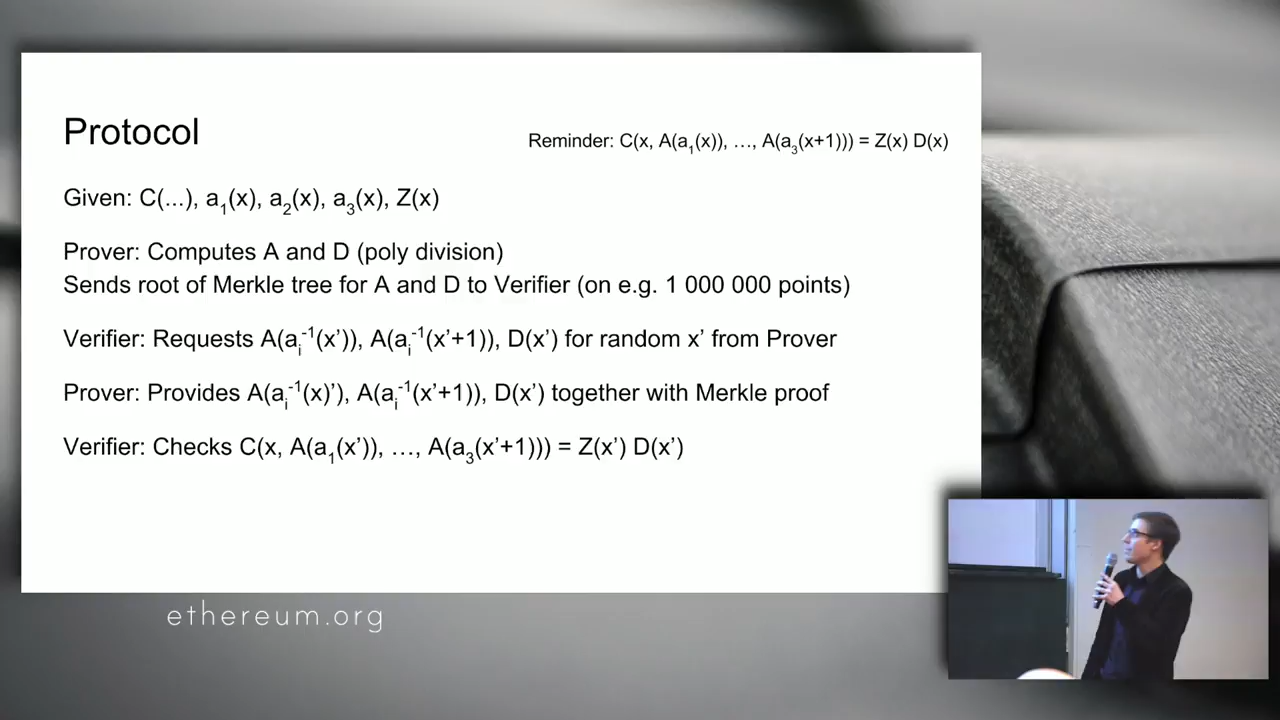 Protocol
Reminder: C(x, A(a₁(x)), …, A(a₃(x+1))) = Z(x) D(x)
Given: C(...), a₁(x), a₂(x), a₃(x), Z(x)
Prover: Computes A and D (poly division)
Sends root of Merkle tree for A and D to Verifier (on e.g. 1 000 000 points)
Verifier: Requests A(aᵢ⁻¹(x’)), A(aᵢ⁻¹(x’+1)), D(x’) for random x’ from Prover
Prover: Provides A(aᵢ⁻¹(x)’), A(aᵢ⁻¹(x’+1)), D(x’) together with Merkle proof
Verifier: Checks C(x, A(a₁(x’)), …, A(a₃(x’+1))) = Z(x’) D(x’)
ethereum.org